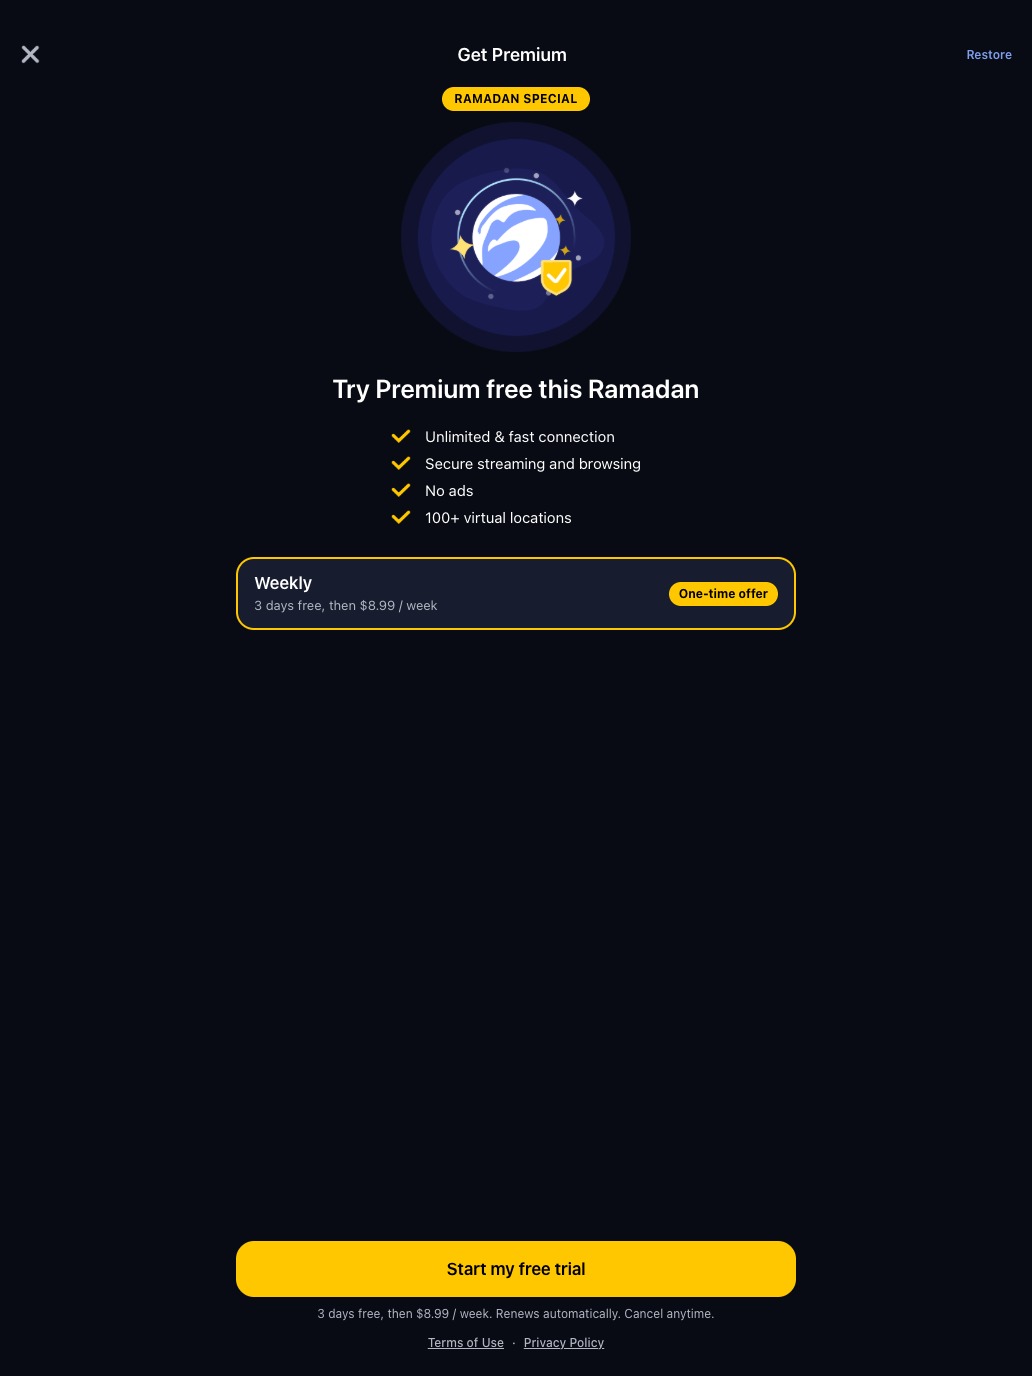 Get Premium
Restore
RAMADAN SPECIAL
Try Premium free this Ramadan
Unlimited & fast connection
Secure streaming and browsing
No ads
100+ virtual locations
Weekly
3 days free, then $8.99 / week
One-time offer
Start my free trial
3 days free, then $8.99 / week. Renews automatically. Cancel anytime.
Terms of Use · Privacy Policy